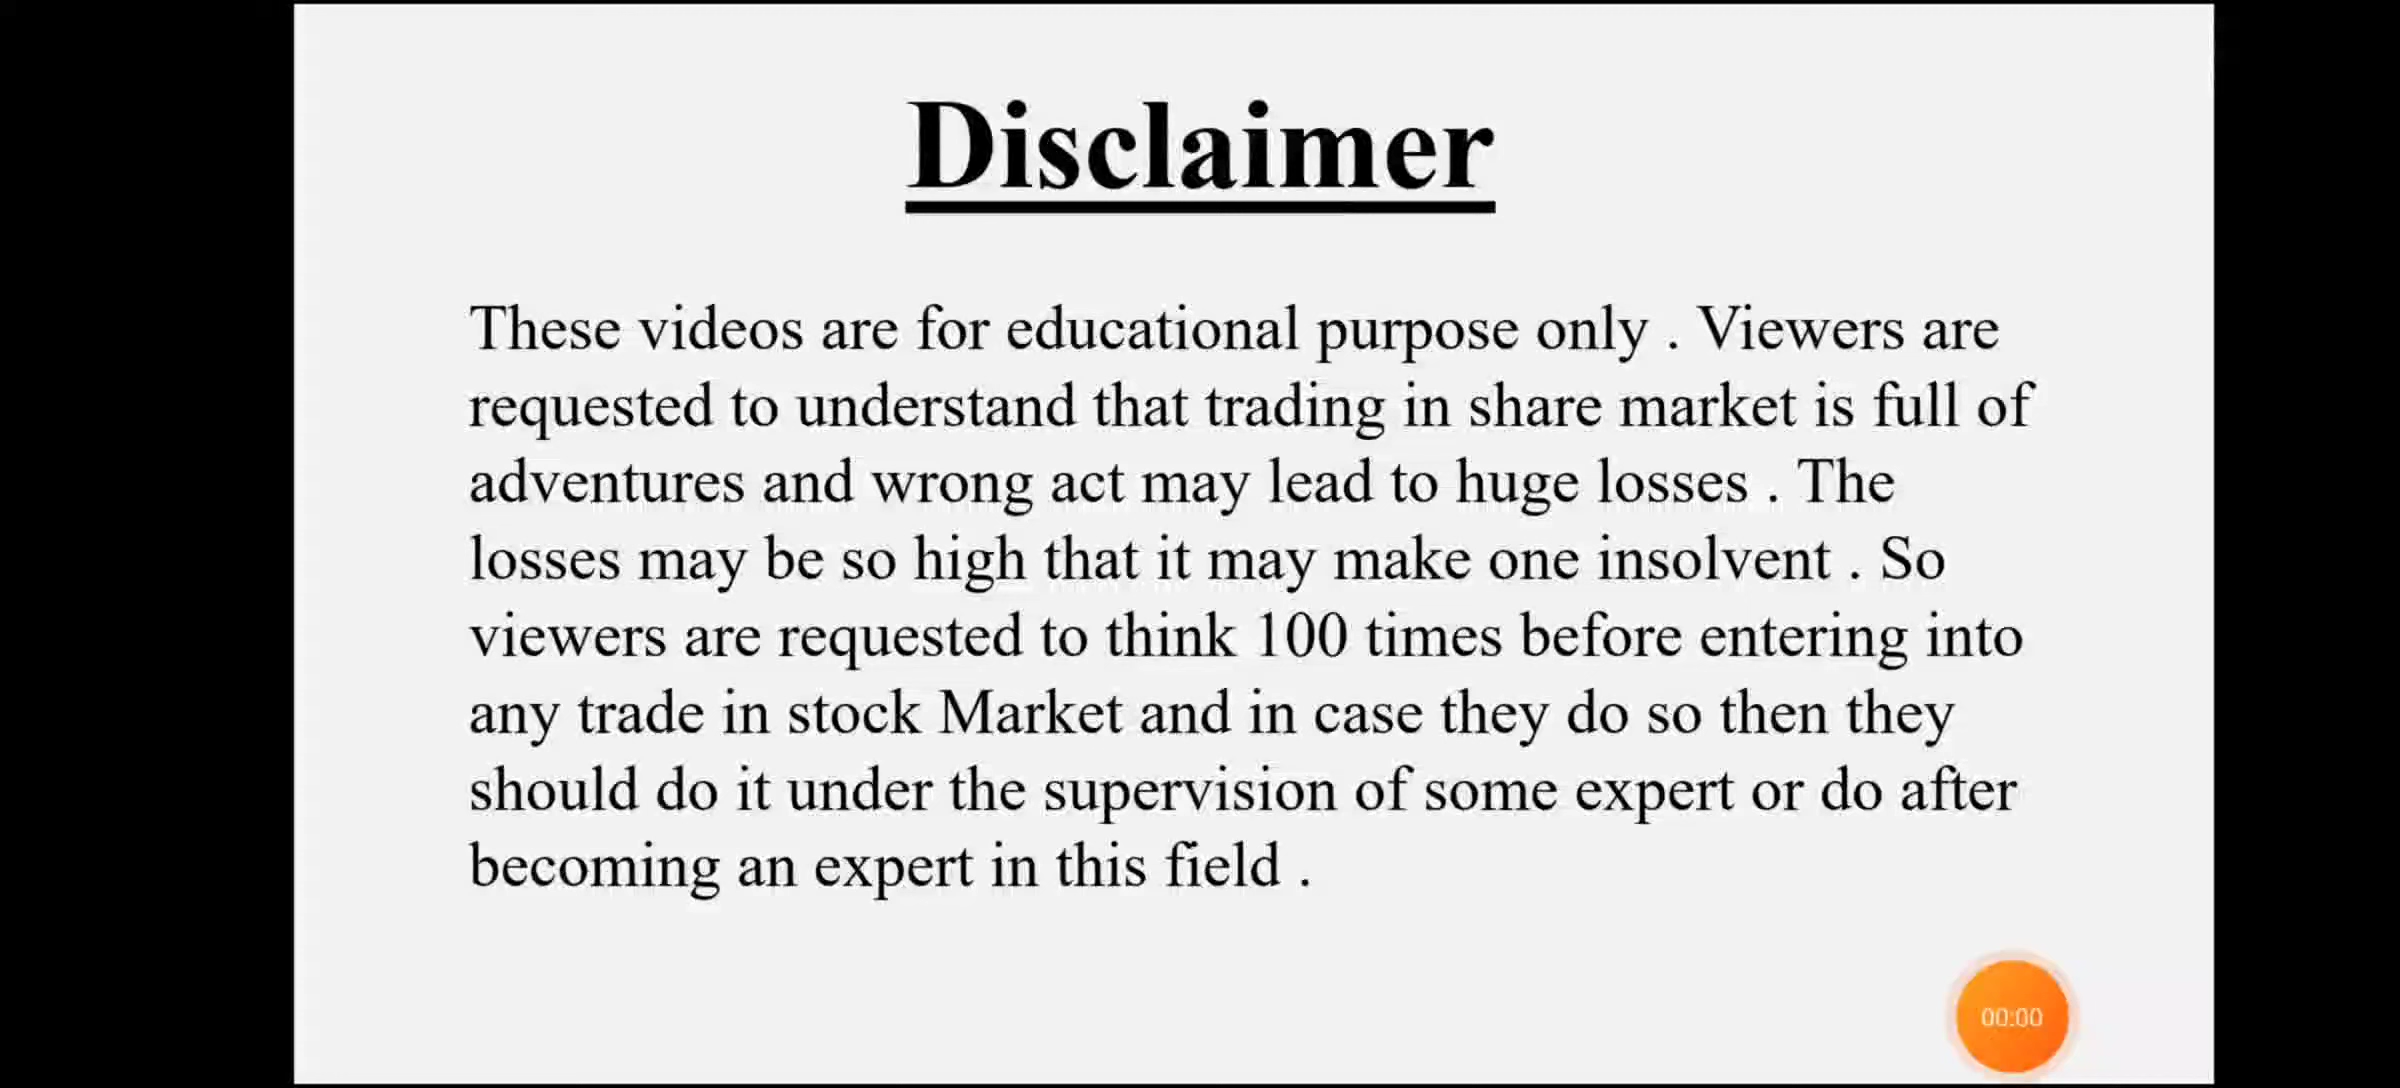 Disclaimer
These videos are for educational purpose only . Viewers are
requested to understand that trading in share market is full of
adventures and wrong act may lead to huge losses . The
losses may be so high that it may make one insolvent . So
viewers are requested to think 100 times before entering into
any trade in stock Market and in case they do so then they
should do it under the supervision of some expert or do after
becoming an expert in this field .
00:00